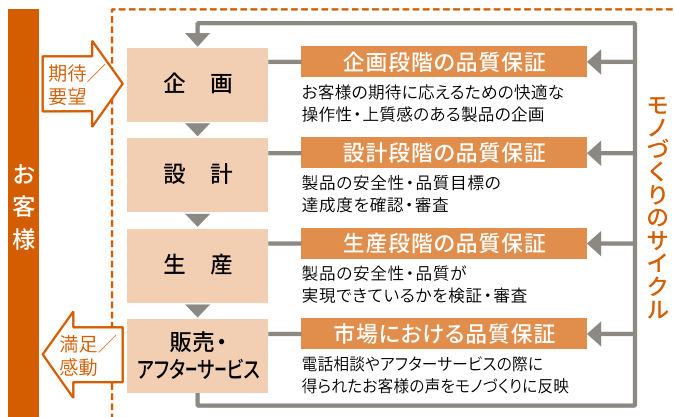 お客様
期待／
要望
企　画
企画段階の品質保証
お客様の期待に応えるための快適な
操作性・上質感のある製品の企画
設　計
設計段階の品質保証
製品の安全性・品質目標の
達成度を確認・審査
生　産
生産段階の品質保証
製品の安全性・品質が
実現できているかを検証・審査
満足／
感動
販売・
アフターサービス
市場における品質保証
電話相談やアフターサービスの際に
得られたお客様の声をモノづくりに反映
モノづくりのサイクル